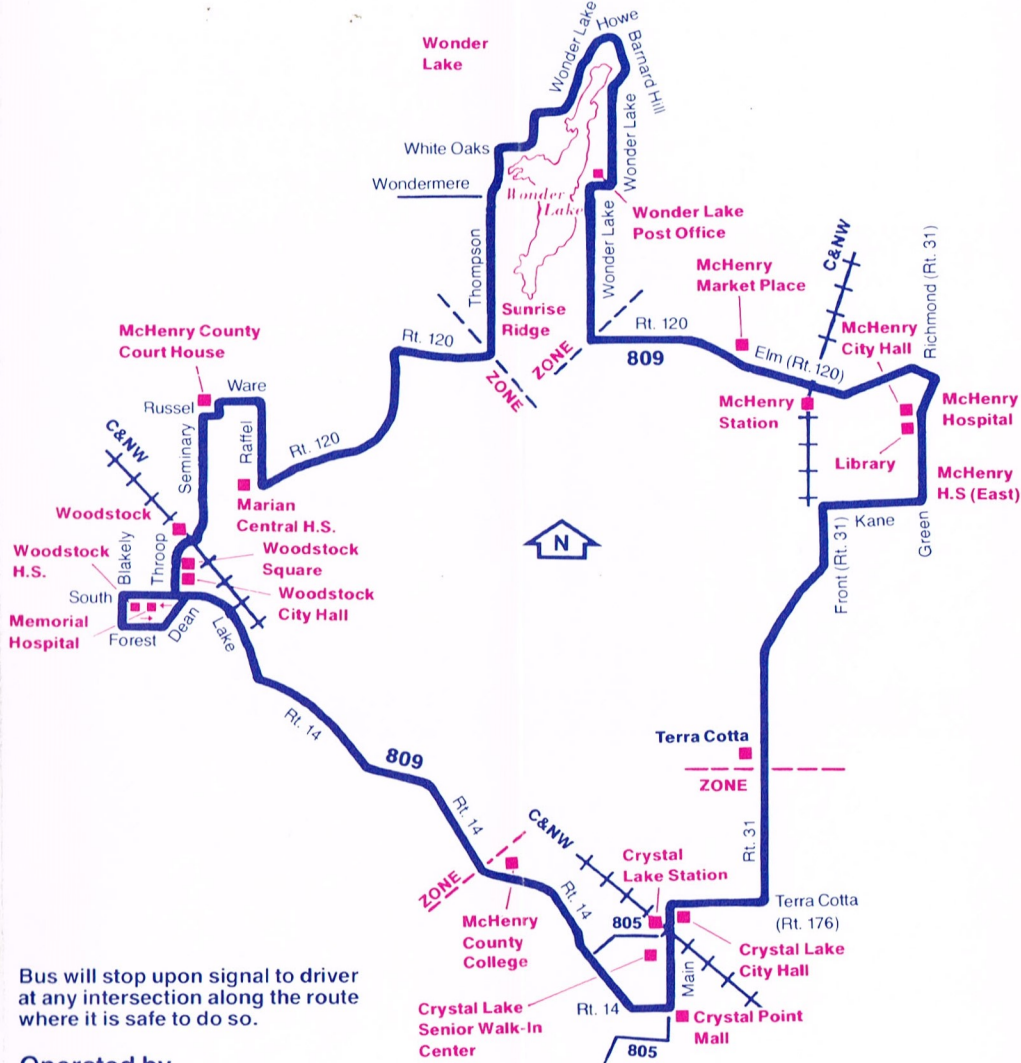 Wonder
Lake
Wonder Lake
Howe
Barnard Hill
White Oaks
Wondermere
Wonder
Lake
Wonder Lake
Wonder Lake
Post Office
Thompson
Wonder Lake
Sunrise
Ridge
McHenry
Market Place
C&NW
Richmond (Rt. 31)
McHenry County
Court House
Rt. 120
ZONE
ZONE
Rt. 120
809
Elm (Rt. 120)
McHenry
City Hall
McHenry
Station
McHenry
Hospital
Library
McHenry
H.S (East)
Ware
Russel
Seminary
Raffel
Rt. 120
C&NW
Marian
Central H.S.
Woodstock
Woodstock
H.S.
Blakely
Throop
Woodstock
Square
Woodstock
City Hall
South
Memorial
Hospital
Forest
Dean
Lake
Kane
Front (Rt. 31)
Green
Rt. 14
809
Rt. 14
Terra Cotta
ZONE
Rt. 31
ZONE
C&NW
McHenry
County
College
Rt. 14
Crystal
Lake Station
805
Terra Cotta
(Rt. 176)
Crystal Lake
City Hall
Main
Rt. 14
Crystal Lake
Senior Walk-In
Center
Crystal Point
Mall
805
Bus will stop upon signal to driver
at any intersection along the route
where it is safe to do so.
Operated by